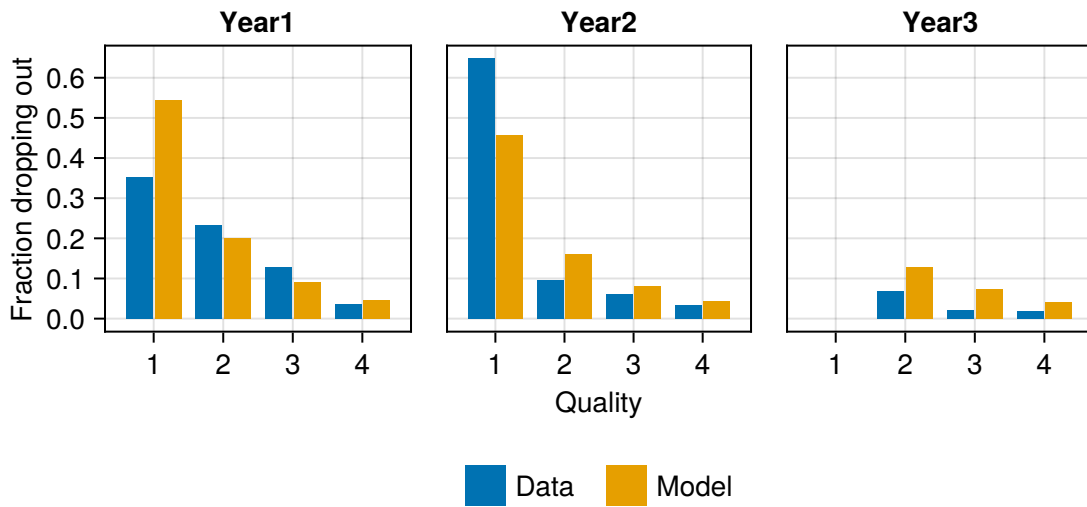 Year1 Year2 Year3
Fraction dropping out
0.6
0.5
0.4
0.3
0.2
0.1
0.0
1 2 3 4 1 2 3 4 1 2 3 4
Quality
Data Model